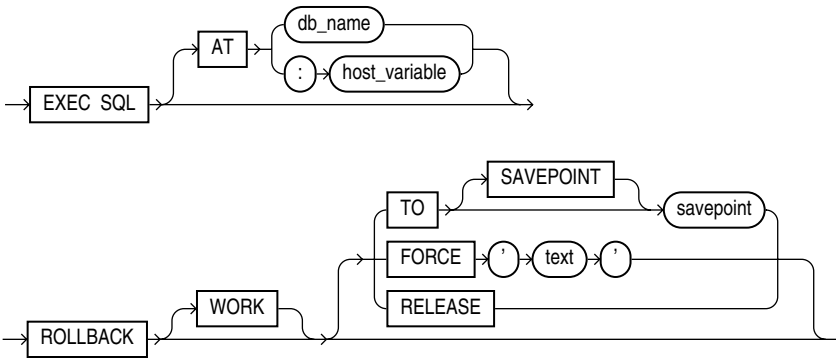 db_name
AT
: host_variable
EXEC SQL
SAVEPOINT
TO savepoint
FORCE ' text '
WORK RELEASE
ROLLBACK